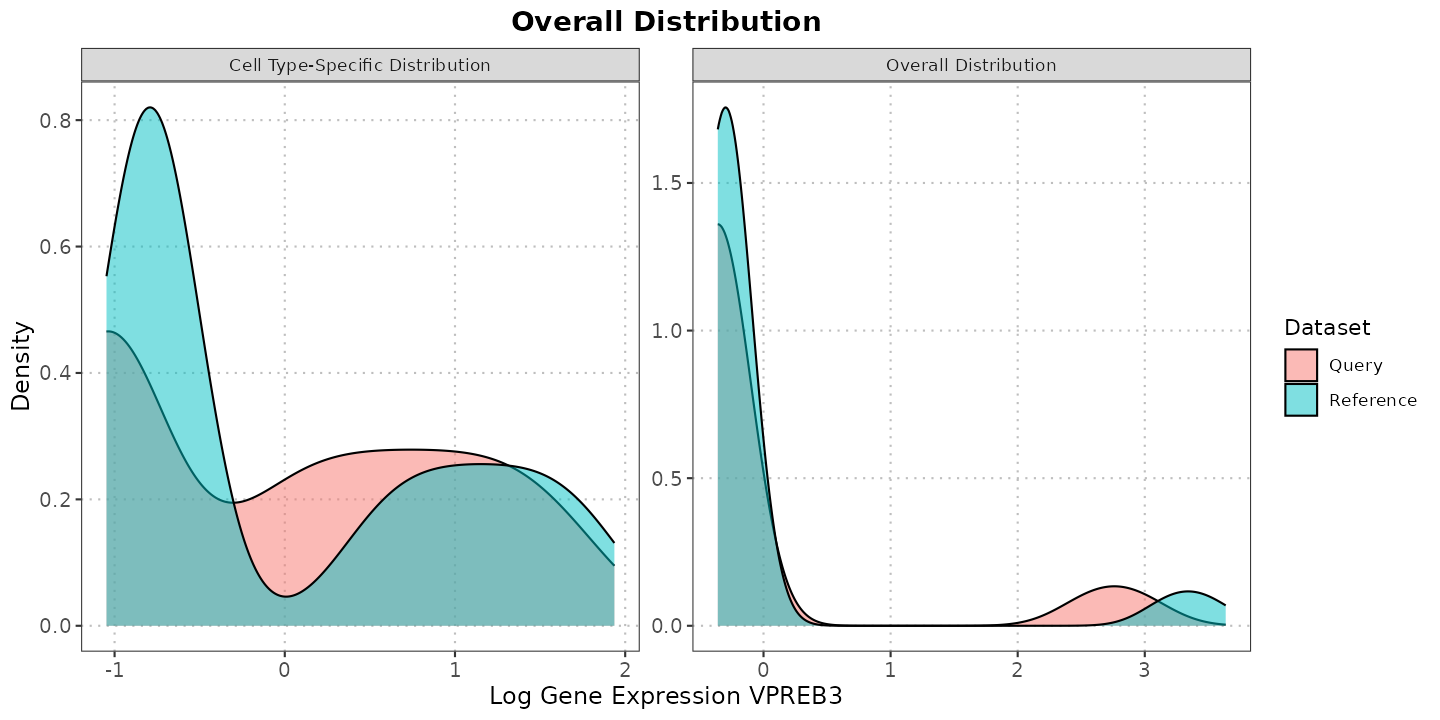 Overall Distribution
Cell Type-Specific Distribution
Overall Distribution
Density
0.8
0.6
0.4
0.2
0.0
-1
0
1
2
1.5
1.0
0.5
0.0
0
1
2
3
Log Gene Expression VPREB3
Dataset
Query
Reference